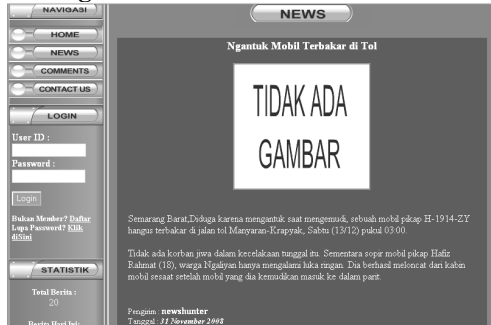 NAVIGASI
HOME
NEWS
COMMENTS
CONTACT US
LOGIN
User ID :
Password :
Login
Bukan Member? Daftar
Lupa Password? Klik
diSini
STATISTIK
Total Berita :
20
Berita Hari Ini:
NEWS
Ngantuk Mobil Terbakar di Tol
TIDAK ADA
GAMBAR
Semarang Barat,Diduga karena mengantuk saat mengemudi, sebuah mobil pikap H-1914-ZY
hangus terbakar di jalan tol Manyaran-Krapyak, Sabtu (13/12) pukul 03.00.
Tidak ada korban jiwa dalam kecelakaan tunggal itu. Sementara sopir mobil pikap Hafiz
Rahmat (18), warga Ngaliyan hanya mengalami luka ringan. Dia berhasil meloncat dari kabin
mobil sesaat setelah mobil yang dia kemudikan masuk ke dalam parit.
Pengirim : newshunter
Tanggal : 31 November 2008